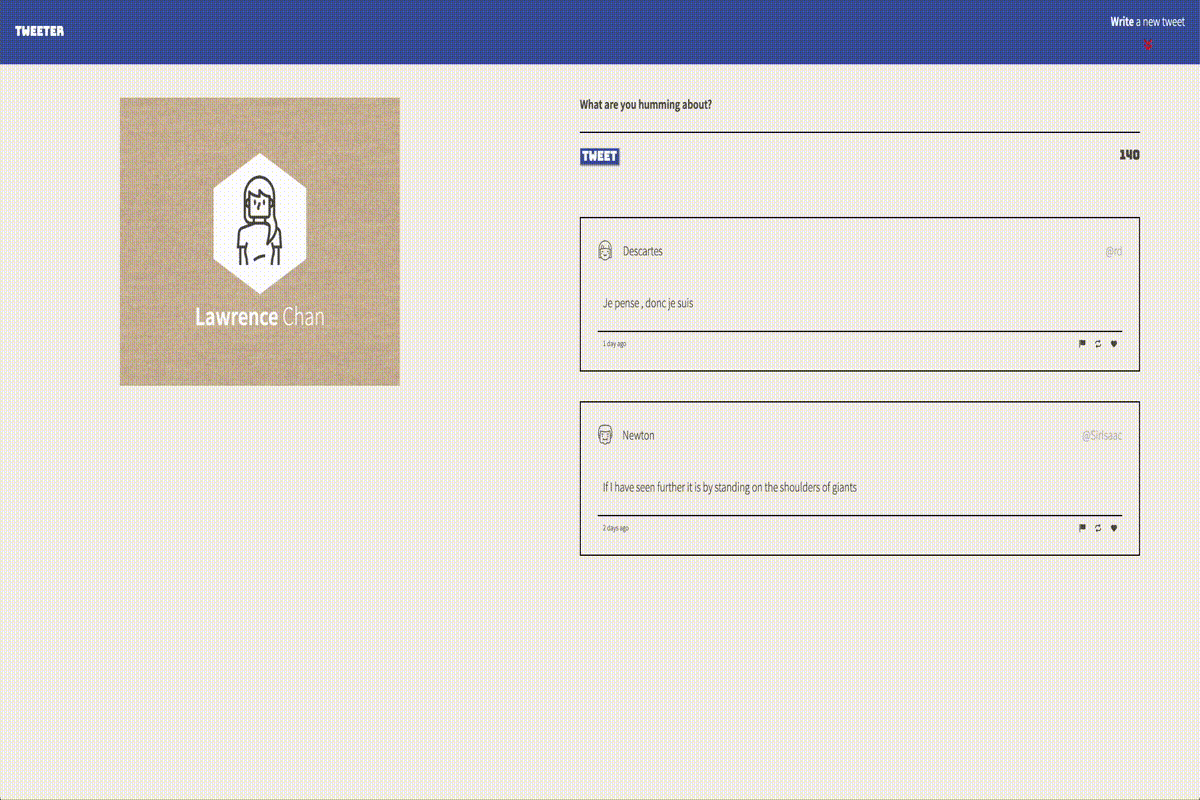 TWEETER
Write a new tweet
Lawrence Chan
What are you humming about?
TWEET
140
Descartes
@rd
Je pense , donc je suis
1 day ago
Newton
@SirIsaac
If I have seen further it is by standing on the shoulders of giants
2 days ago